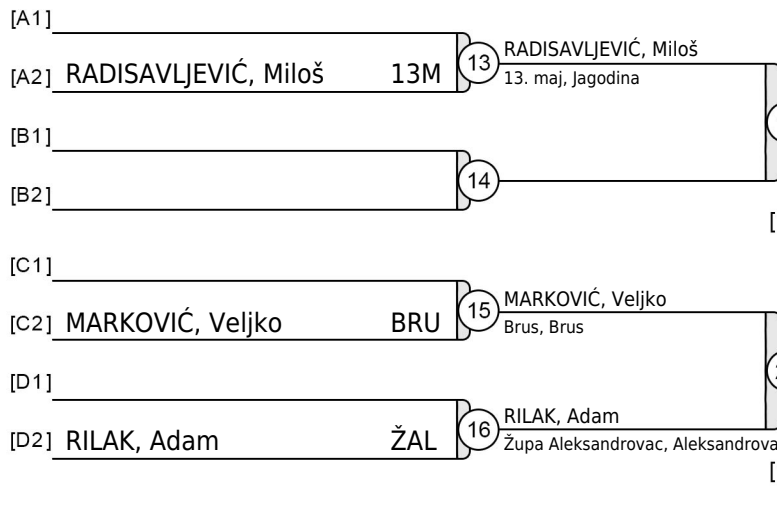 [A1]
[A2] RADISAVLJEVIĆ, Miloš 13M
13
RADISAVLJEVIĆ, Miloš
13. maj, Jagodina
[B1]
[B2]
14
[C1]
[C2] MARKOVIĆ, Veljko BRU
15
MARKOVIĆ, Veljko
Brus, Brus
[D1]
[D2] RILAK, Adam ŽAL
16
RILAK, Adam
Župa Aleksandrovac,